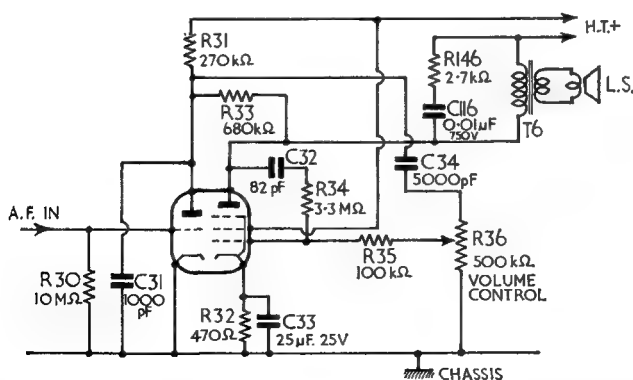 R31
270 kΩ
H.T.+
R146
2·7kΩ
C116
0·01μF
750V
T6
L.S.
R33
680kΩ
C32
82 pF
R34
3·3 MΩ
C34
5000pF
A.F. IN
R35
100 kΩ
R36
500 kΩ
VOLUME
CONTROL
R30
10MΩ
C31
1000
pF
R32
470Ω
C33
25μF. 25V
CHASSIS